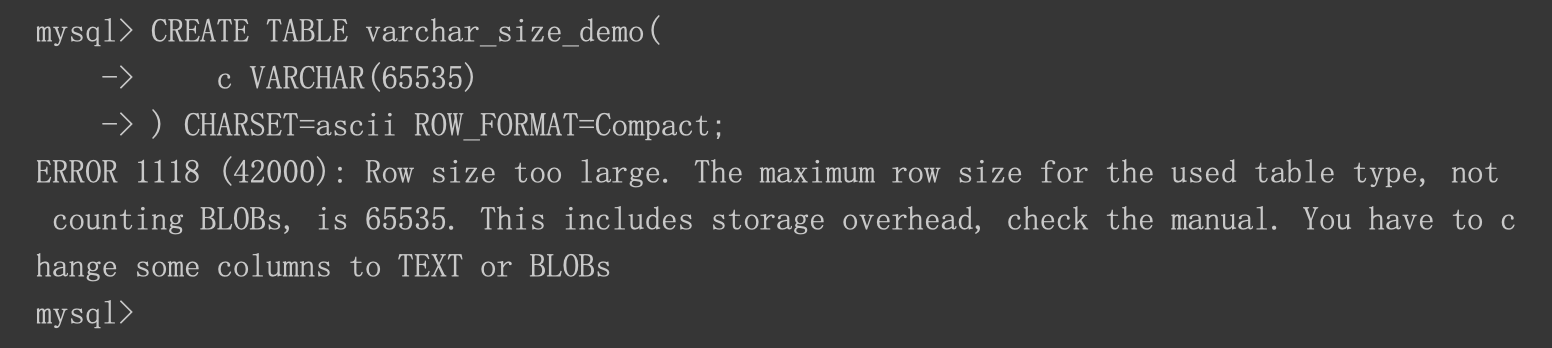 mysql> CREATE TABLE varchar_size_demo(
    ->     c VARCHAR(65535)
    -> ) CHARSET=ascii ROW_FORMAT=Compact;
ERROR 1118 (42000): Row size too large. The maximum row size for the used table type, not
 counting BLOBs, is 65535. This includes storage overhead, check the manual. You have to c
hange some columns to TEXT or BLOBs
mysql>